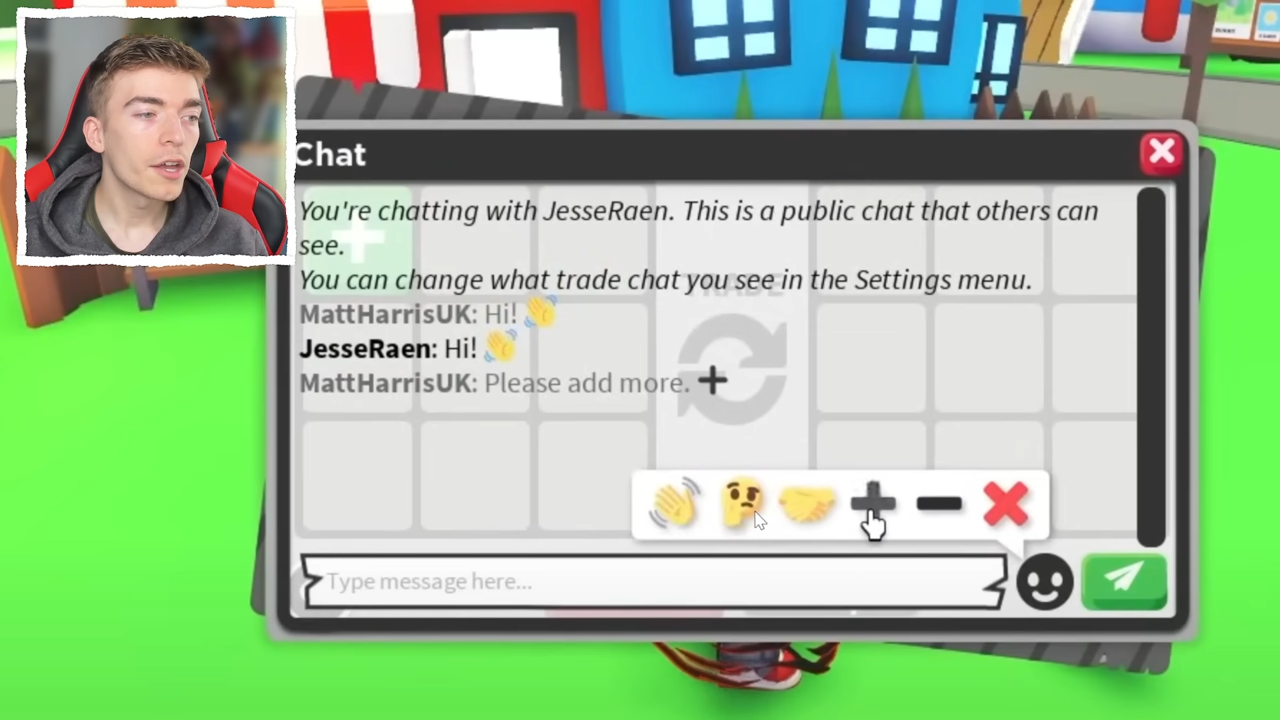 Chat
You're chatting with JesseRaen. This is a public chat that others can
see.
You can change what trade chat you see in the Settings menu.
TRADE
MattHarrisUK: Hi! 👋
JesseRaen: Hi! 👋
MattHarrisUK: Please add more. ➕
Type message here...